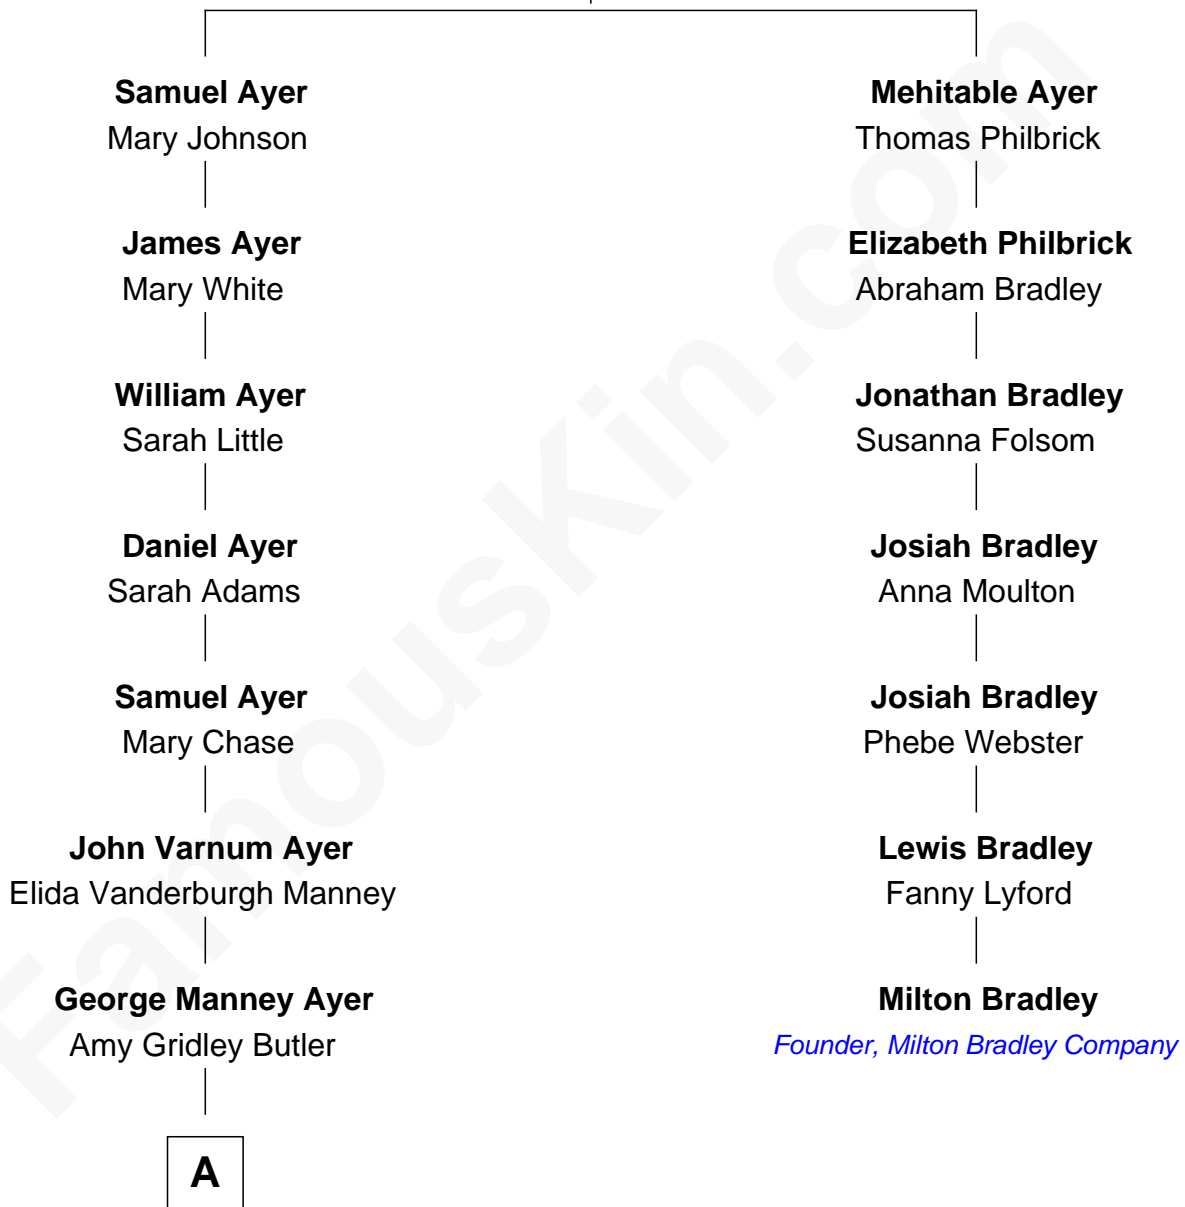 Samuel Ayer
Mary Johnson
James Ayer
Mary White
William Ayer
Sarah Little
Daniel Ayer
Sarah Adams
Samuel Ayer
Mary Chase
John Varnum Ayer
Elida Vanderburgh Manney
George Manney Ayer
Amy Gridley Butler
A
Mehitable Ayer
Thomas Philbrick
Elizabeth Philbrick
Abraham Bradley
Jonathan Bradley
Susanna Folsom
Josiah Bradley
Anna Moulton
Josiah Bradley
Phebe Webster
Lewis Bradley
Fanny Lyford
Milton Bradley
Founder, Milton Bradley Company
FamousKin.com